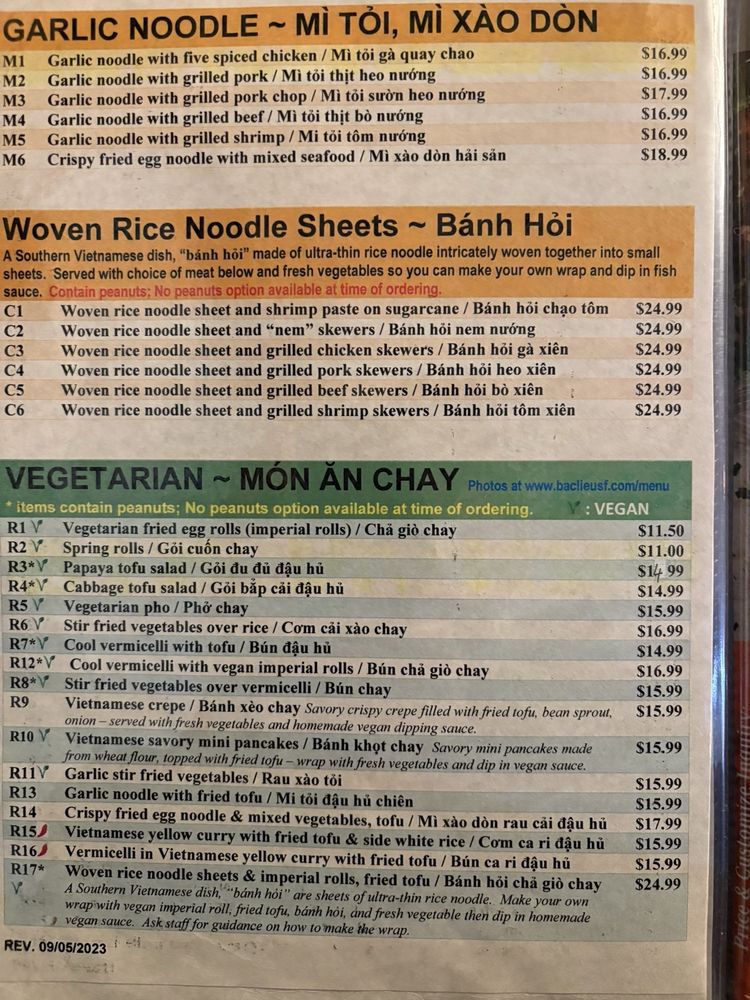 GARLIC NOODLE ~ MÌ TỎI, MÌ XÀO DÒN
M1 Garlic noodle with five spiced chicken / Mì tỏi gà quay chao $16.99
M2 Garlic noodle with grilled pork / Mì tỏi thịt heo nướng $16.99
M3 Garlic noodle with grilled pork chop / Mì tỏi sườn heo nướng $17.99
M4 Garlic noodle with grilled beef / Mì tỏi thịt bò nướng $16.99
M5 Garlic noodle with grilled shrimp / Mì tỏi tôm nướng $16.99
M6 Crispy fried egg noodle with mixed seafood / Mì xào dòn hải sản $18.99
Woven Rice Noodle Sheets ~ Bánh Hỏi
A Southern Vietnamese dish, “bánh hỏi” made of ultra-thin rice noodle intricately woven together into small
sheets. Served with choice of meat below and fresh vegetables so you can make your own wrap and dip in fish
sauce. Contain peanuts; No peanuts option available at time of ordering.
C1 Woven rice noodle sheet and shrimp paste on sugarcane / Bánh hỏi chạo tôm $24.99
C2 Woven rice noodle sheet and “nem” skewers / Bánh hỏi nem nướng $24.99
C3 Woven rice noodle sheet and grilled chicken skewers / Bánh hỏi gà xiên $24.99
C4 Woven rice noodle sheet and grilled pork skewers / Bánh hỏi heo xiên $24.99
C5 Woven rice noodle sheet and grilled beef skewers / Bánh hỏi bò xiên $24.99
C6 Woven rice noodle sheet and grilled shrimp skewers / Bánh hỏi tôm xiên $24.99
VEGETARIAN ~ MÓN ĂN CHAY Photos at www.baclieusf.com/menu
* items contain peanuts; No peanuts option available at time of ordering. : VEGAN
R1 Vegetarian fried egg rolls (imperial rolls) / Chả giò chay $11.50
R2 Spring rolls / Gỏi cuốn chay $11.00
R3* Papaya tofu salad / Gỏi đu đủ đậu hủ $14.99
R4* Cabbage tofu salad / Gỏi bắp cải đậu hủ $14.99
R5 Vegetarian pho / Phở chay $15.99
R6 Stir fried vegetables over rice / Cơm cải xào chay $16.99
R7* Cool vermicelli with tofu / Bún đậu hủ $14.99
R12* Cool vermicelli with vegan imperial rolls / Bún chả giò chay $16.99
R8* Stir fried vegetables over vermicelli / Bún chay $15.99
R9 Vietnamese crepe / Bánh xèo chay Savory crispy crepe filled with fried tofu, bean sprout, $15.99
onion – served with fresh vegetables and homemade vegan dipping sauce.
R10 Vietnamese savory mini pancakes / Bánh khọt chay Savory mini pancakes made $15.99
from wheat flour, topped with fried tofu – wrap with fresh vegetables and dip in vegan sauce.
R11 Garlic stir fried vegetables / Rau xào tỏi $15.99
R13 Garlic noodle with fried tofu / Mi tỏi đậu hủ chiên $15.99
R14 Crispy fried egg noodle & mixed vegetables, tofu / Mì xào dòn rau cải đậu hủ $17.99
R15 Vietnamese yellow curry with fried tofu & side white rice / Cơm ca ri đậu hủ $15.99
R16 Vermicelli in Vietnamese yellow curry with fried tofu / Bún ca ri đậu hủ $15.99
R17* Woven rice noodle sheets & imperial rolls, fried tofu / Bánh hỏi chả giò chay $24.99
A Southern Vietnamese dish, “bánh hỏi” are sheets of ultra-thin rice noodle. Make your own
wrap with vegan imperial roll, fried tofu, bánh hỏi, and fresh vegetable then dip in homemade
vegan sauce. Ask staff for guidance on how to make the wrap.
REV. 09/05/2023